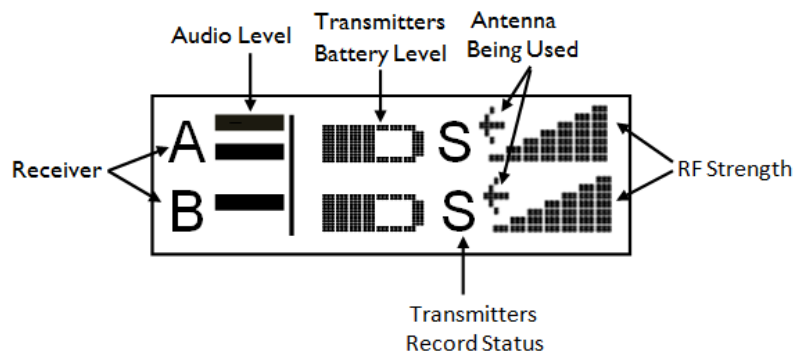 Audio Level
Transmitters
Battery Level
Antenna
Being Used
Receiver
A
S
B
S
RF Strength
Transmitters
Record Status